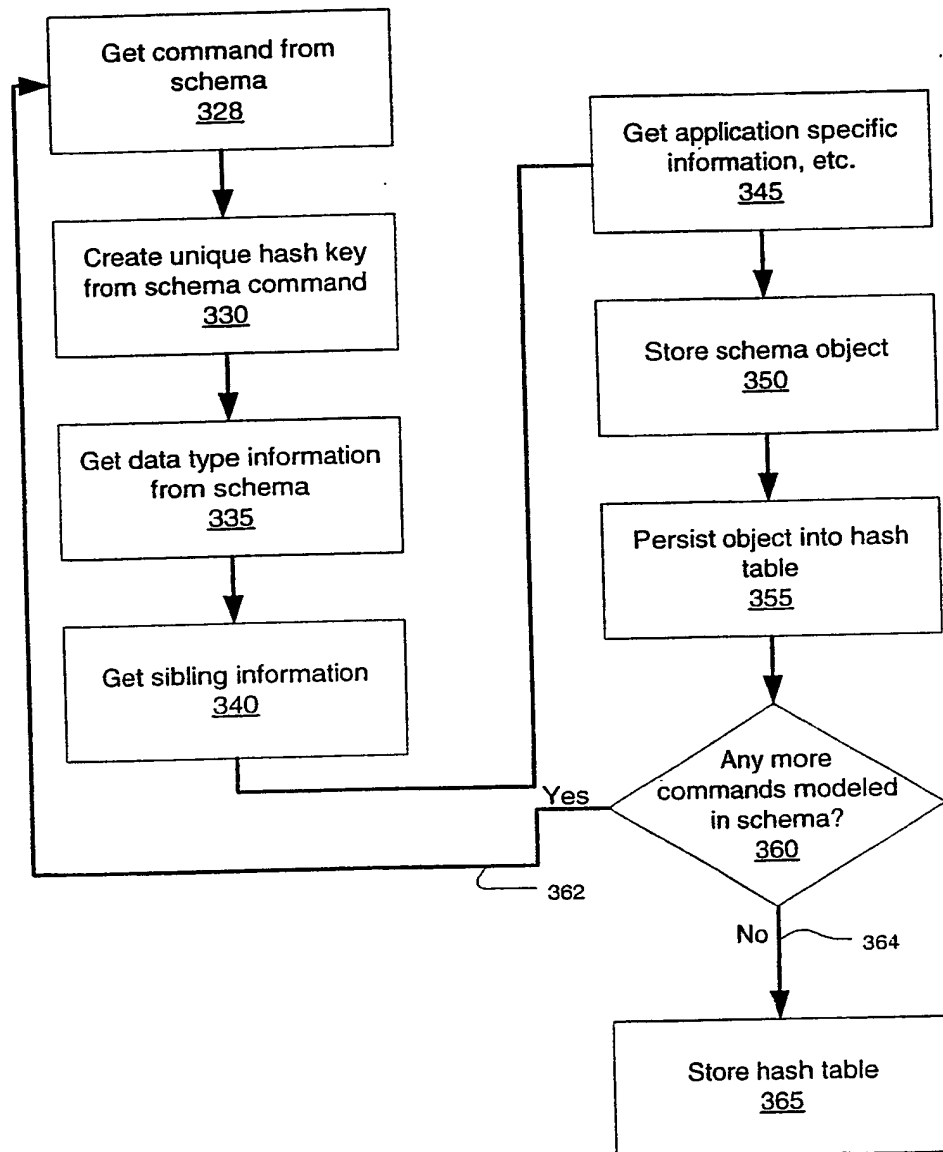 Get command from
schema
328
Create unique hash key
from schema command
330
Get data type information
from schema
335
Get sibling information
340
Get application specific
information, etc.
345
Store schema object
350
Persist object into hash
table
355
Any more
commands modeled
in schema?
360
Yes
362
No
364
Store hash table
365